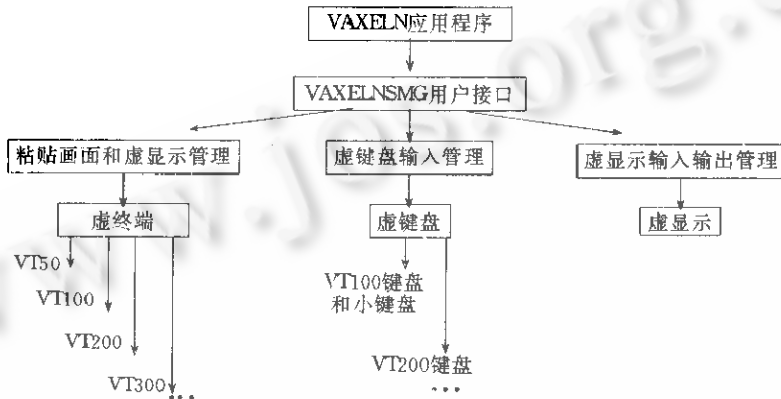 VAXELN应用程序
VAXELNSMG用户接口
粘贴画面和虚显示管理
虚键盘输入管理
虚显示输入输出管理
虚终端
虚键盘
虚显示
VT50
VT100
VT200
VT300
...
VT100键盘
和小键盘
VT200键盘
...